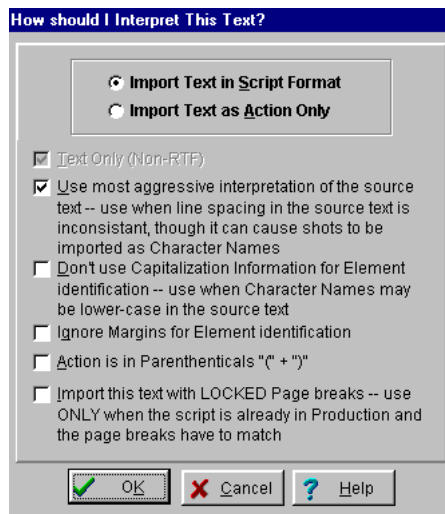 How should I Interpret This Text?
Import Text in Script Format
Import Text as Action Only
Text Only (Non-RTF)
Use most aggressive interpretation of the source
text -- use when line spacing in the source text is
inconsistant, though it can cause shots to be
imported as Character Names
Don't use Capitalization Information for Element
identification -- use when Character Names may
be lower-case in the source text
Ignore Margins for Element identification
Action is in Parentheticals "(" + ")"
Import this text with LOCKED Page breaks -- use
ONLY when the script is already in Production and
the page breaks have to match
OK Cancel Help